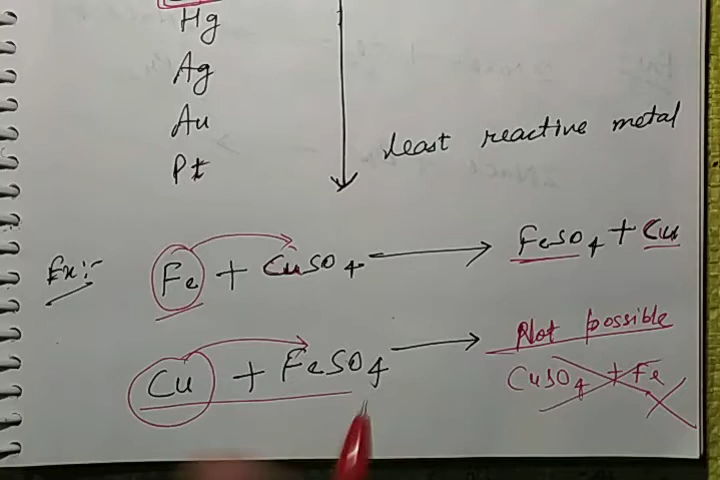 Hg
Ag
Au
Pt
Least reactive metal
Ex:- Fe + CuSO4 → FeSO4 + Cu
Cu + FeSO4 → Not possible
CuSO4 + Fe